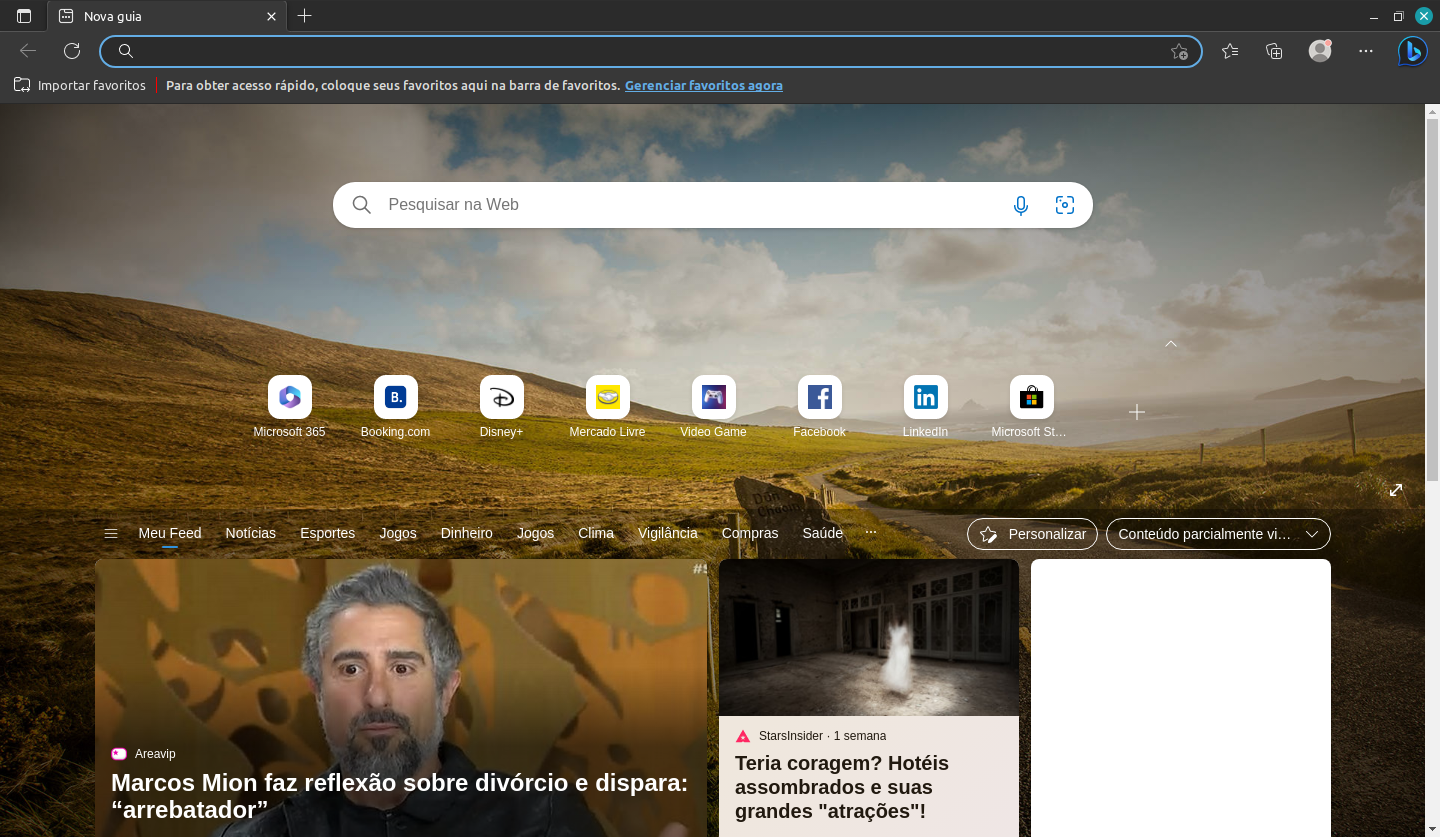 Nova guia
Importar favoritos
Para obter acesso rápido, coloque seus favoritos aqui na barra de favoritos. Gerenciar favoritos agora
Pesquisar na Web
B.
Microsoft 365
Booking.com
Disney+
Mercado Livre
Video Game
Facebook
LinkedIn
Microsoft St...
Meu Feed
Notícias
Esportes
Jogos
Dinheiro
Jogos
Clima
Vigilância
Compras
Saúde
...
Personalizar
Conteúdo parcialmente vi...
Areavip
Marcos Mion faz reflexão sobre divórcio e dispara:
“arrebatador”
StarsInsider · 1 semana
Teria coragem? Hotéis
assombrados e suas
grandes "atrações"!